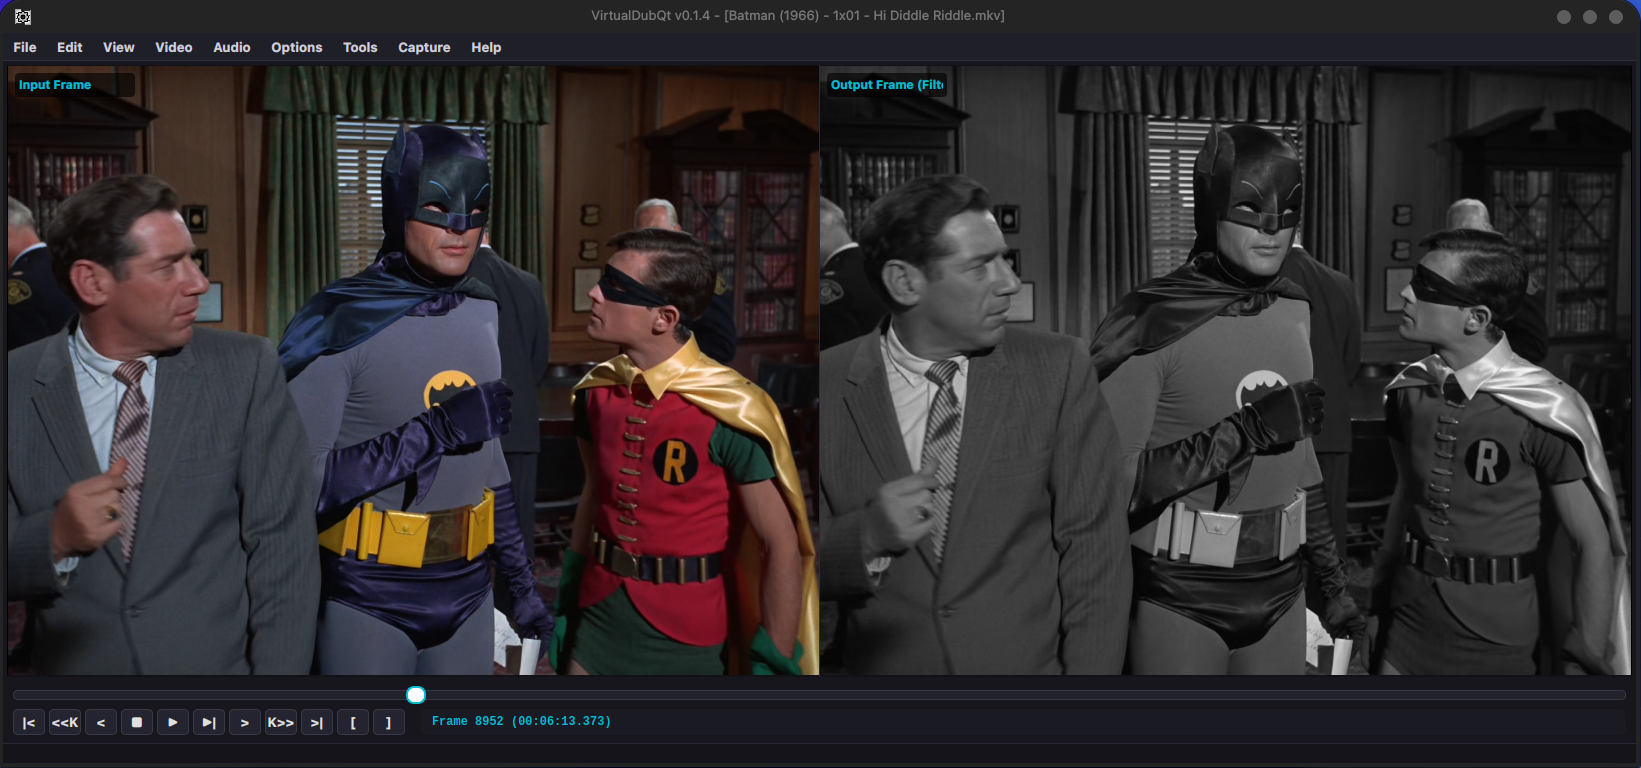 VirtualDubQt v0.1.4 - [Batman (1966) - 1x01 - Hi Diddle Riddle.mkv]
File Edit View Video Audio Options Tools Capture Help
Input Frame
Output Frame (Filt
R
R
|< <<K < > K>> >| [ ]
Frame 8952 (00:06:13.373)